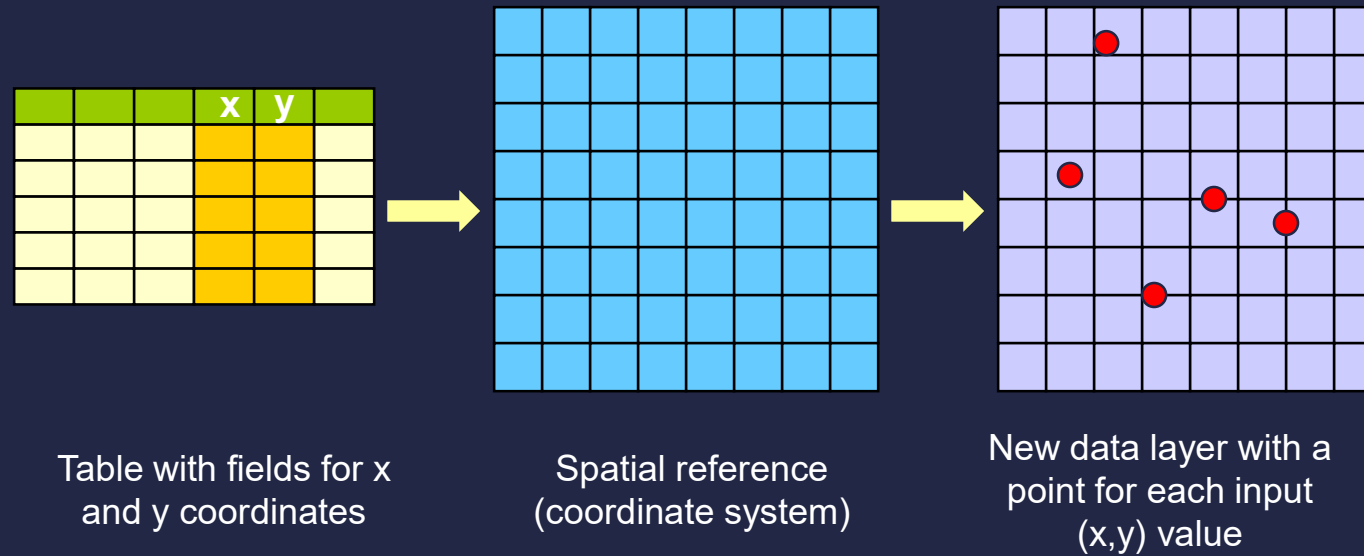 x y
Table with fields for x
and y coordinates
Spatial reference
(coordinate system)
New data layer with a
point for each input
(x,y) value